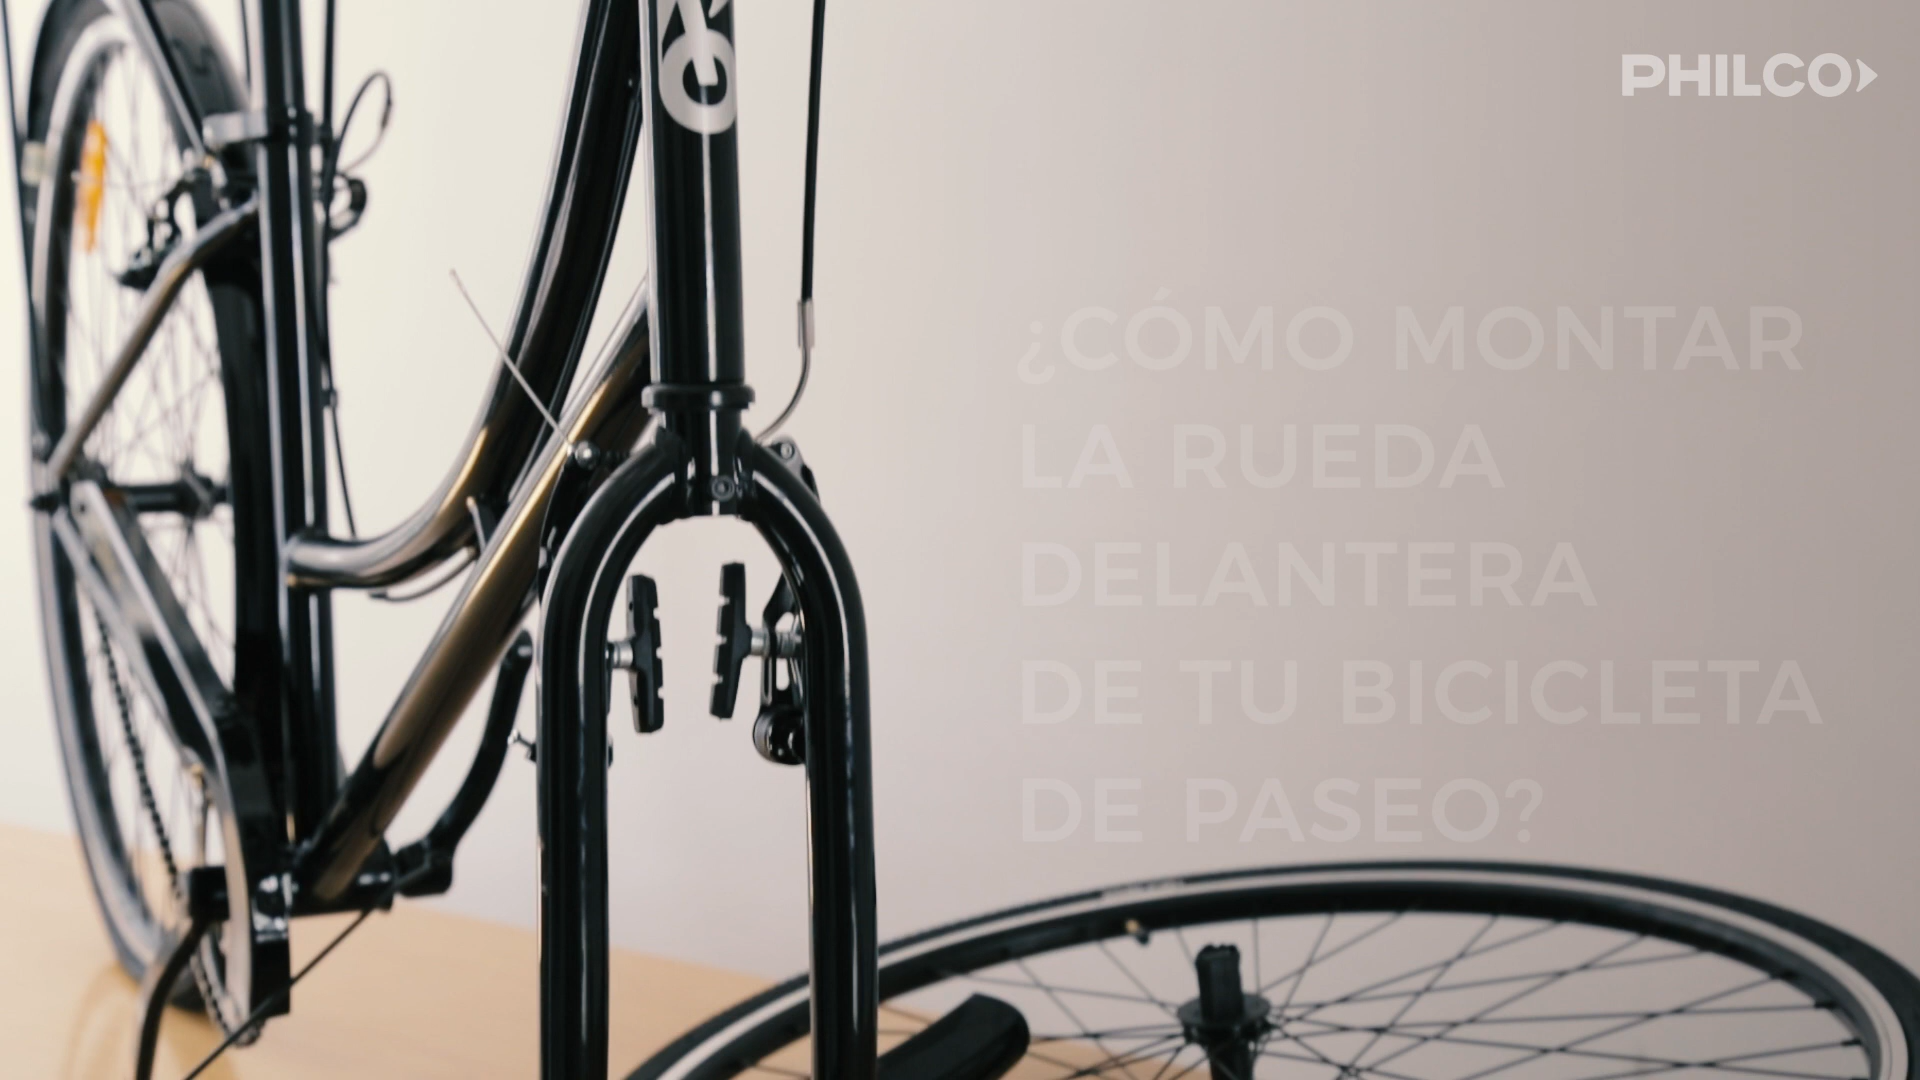 PHILCO
¿CÓMO MONTAR
LA RUEDA
DELANTERA
DE TU BICICLETA
DE PASEO?